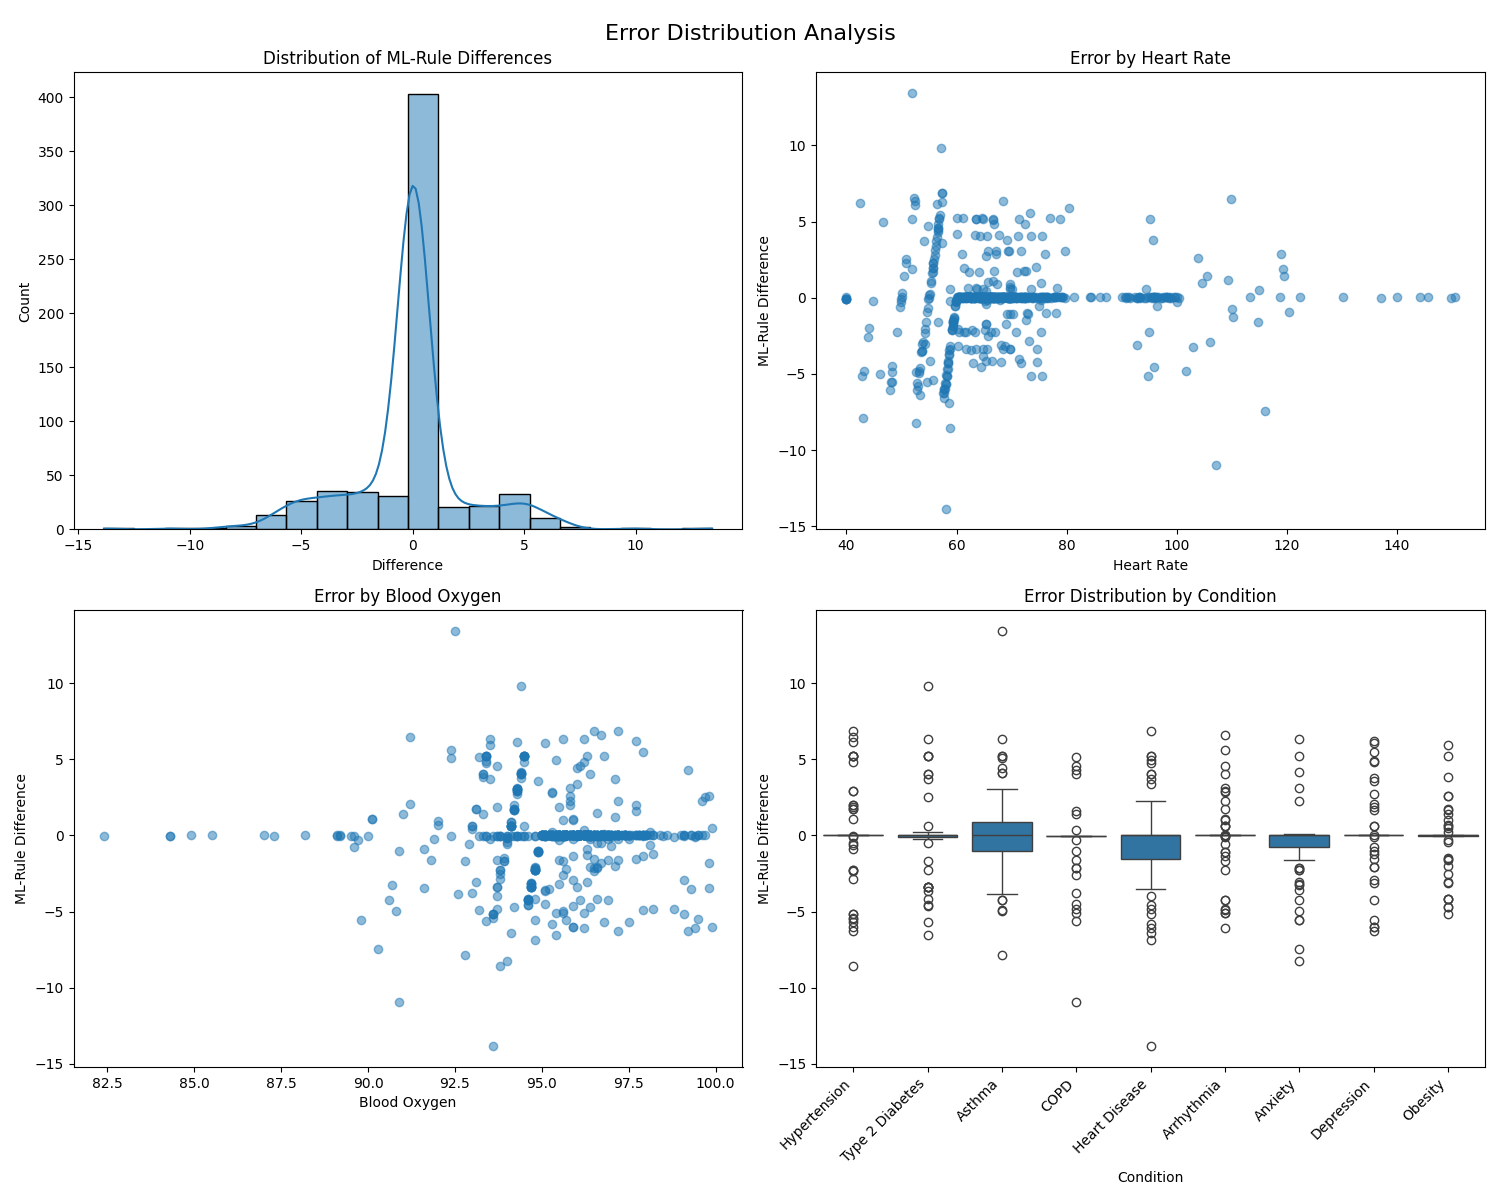 Error Distribution Analysis
Distribution of ML-Rule Differences
400
350
300
250
200
150
100
50
0
Count
−15
−10
−5
0
5
10
Difference
Error by Heart Rate
10
5
0
−5
−10
−15
ML-Rule Difference
40
60
80
100
120
140
Heart Rate
Error by Blood Oxygen
10
5
0
−5
−10
−15
ML-Rule Difference
82.5
85.0
87.5
90.0
92.5
95.0
97.5
100.0
Blood Oxygen
Error Distribution by Condition
10
5
0
−5
−10
−15
ML-Rule Difference
Hypertension
Type 2 Diabetes
Asthma
COPD
Heart Disease
Arrhythmia
Anxiety
Depression
Obesity
Condition